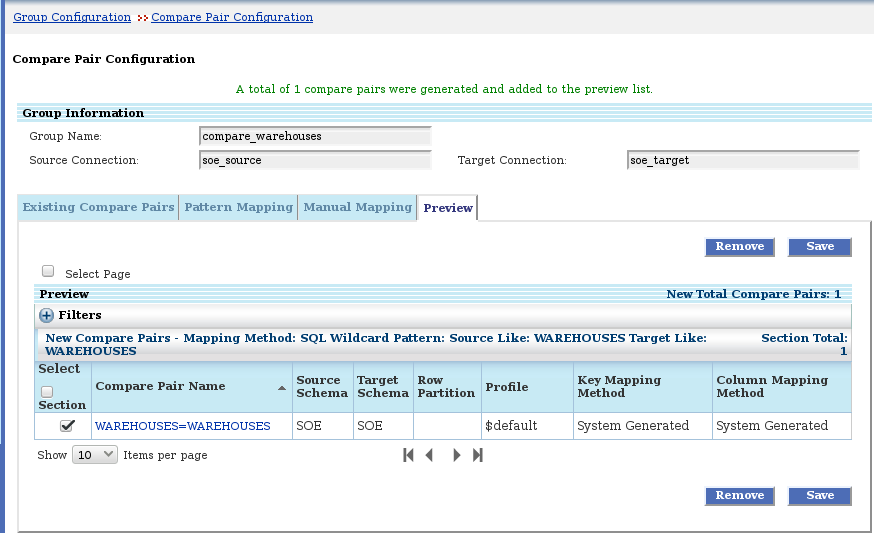 Group Configuration >> Compare Pair Configuration
Compare Pair Configuration
A total of 1 compare pairs were generated and added to the preview list.
Group Information
Group Name: compare_warehouses
Source Connection: soe_source Target Connection: soe_target
Existing Compare Pairs Pattern Mapping Manual Mapping Preview
Remove Save
Select Page
Preview New Total Compare Pairs: 1
Filters
New Compare Pairs - Mapping Method: SQL Wildcard Pattern: Source Like: WAREHOUSES Target Like: Section Total:
WAREHOUSES 1
Select
Section
Compare Pair Name
Source
Schema
Target
Schema
Row
Partition
Profile
Key Mapping
Method
Column Mapping
Method
WAREHOUSES=WAREHOUSES SOE SOE $default System Generated System Generated
Show 10 Items per page
Remove Save